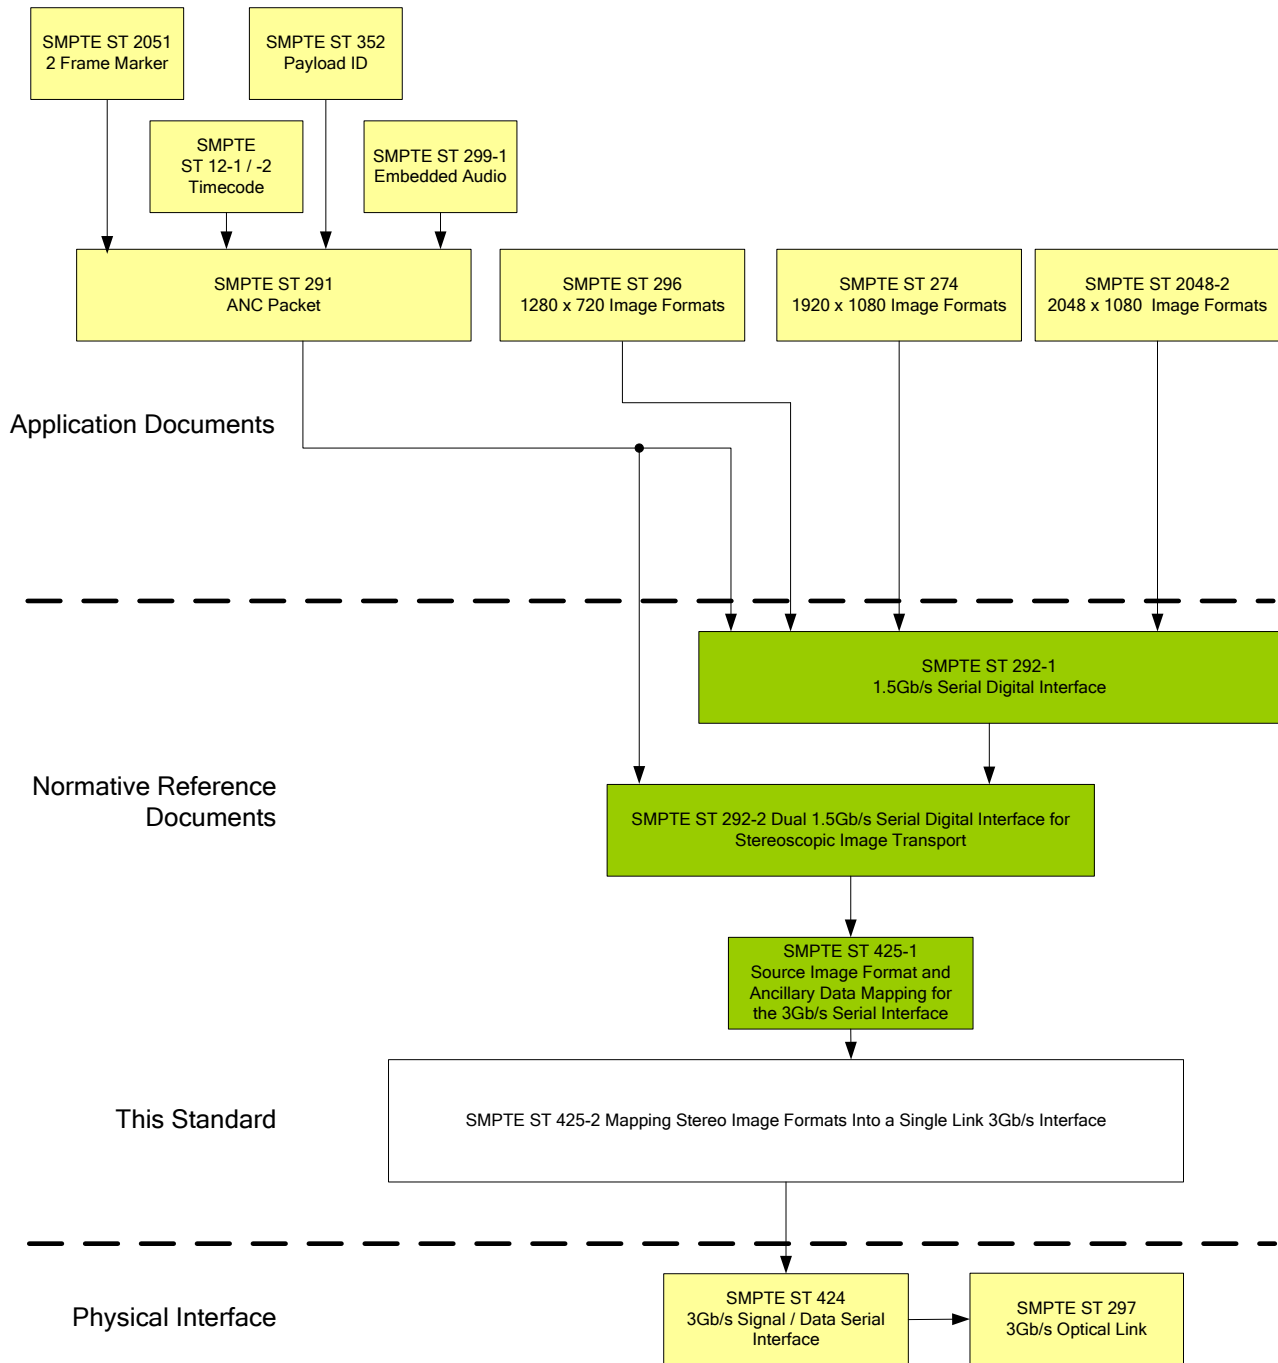 SMPTE ST 2051
2 Frame Marker
SMPTE ST 352
Payload ID
SMPTE
ST 12-1 / -2
Timecode
SMPTE ST 299-1
Embedded Audio
SMPTE ST 291
ANC Packet
SMPTE ST 296
1280 x 720 Image Formats
SMPTE ST 274
1920 x 1080 Image Formats
SMPTE ST 2048-2
2048 x 1080 Image Formats
Application Documents
SMPTE ST 292-1
1.5Gb/s Serial Digital Interface
Normative Reference
Documents
SMPTE ST 292-2 Dual 1.5Gb/s Serial Digital Interface for
Stereoscopic Image Transport
SMPTE ST 425-1
Source Image Format and
Ancillary Data Mapping for
the 3Gb/s Serial Interface
This Standard
SMPTE ST 425-2 Mapping Stereo Image Formats Into a Single Link 3Gb/s Interface
Physical Interface
SMPTE ST 424
3Gb/s Signal / Data Serial
Interface
SMPTE ST 297
3Gb/s Optical Link